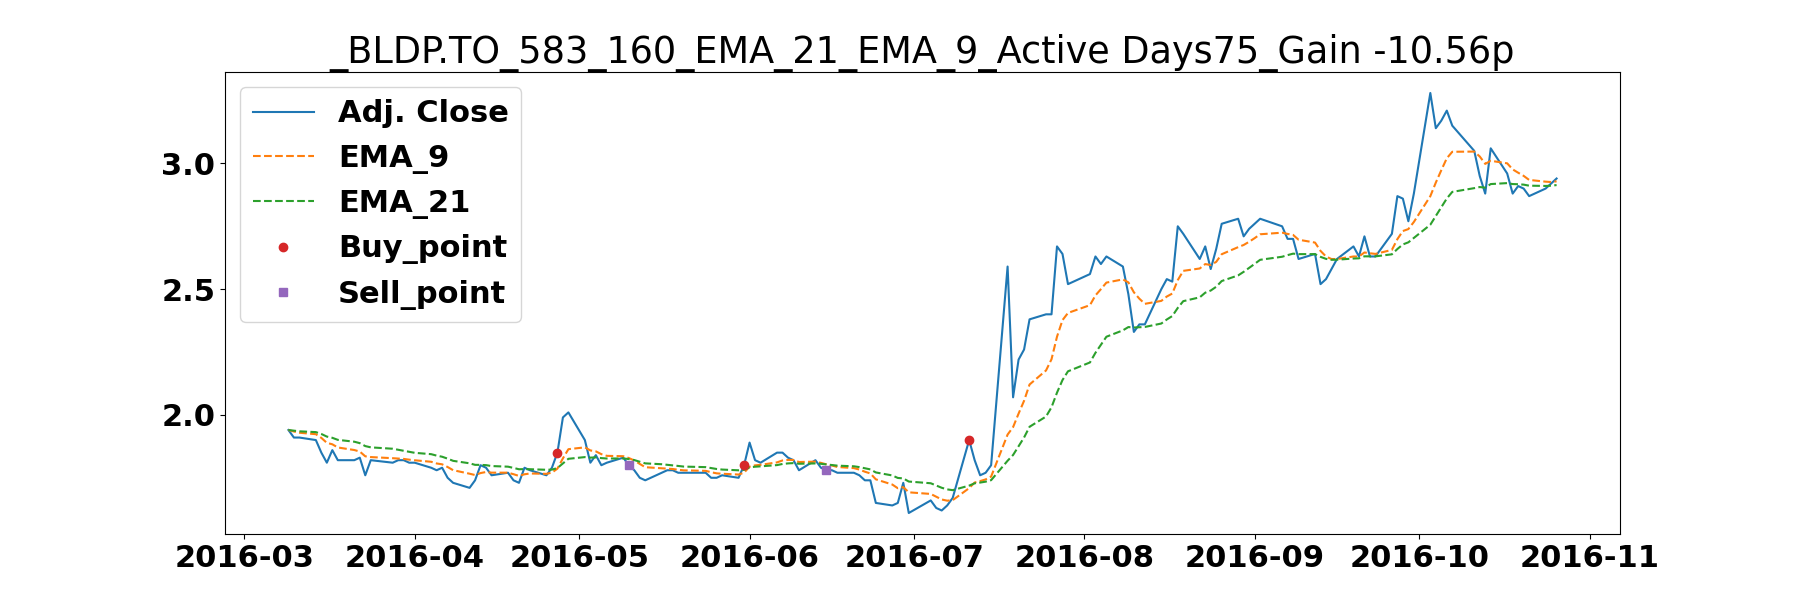 _BLDP.TO_583_160_EMA_21_EMA_9_Active Days75_Gain -10.56p
Adj. Close
EMA_9
EMA_21
Buy_point
Sell_point
3.0
2.5
2.0
2016-03 2016-04 2016-05 2016-06 2016-07 2016-08 2016-09 2016-10 2016-11